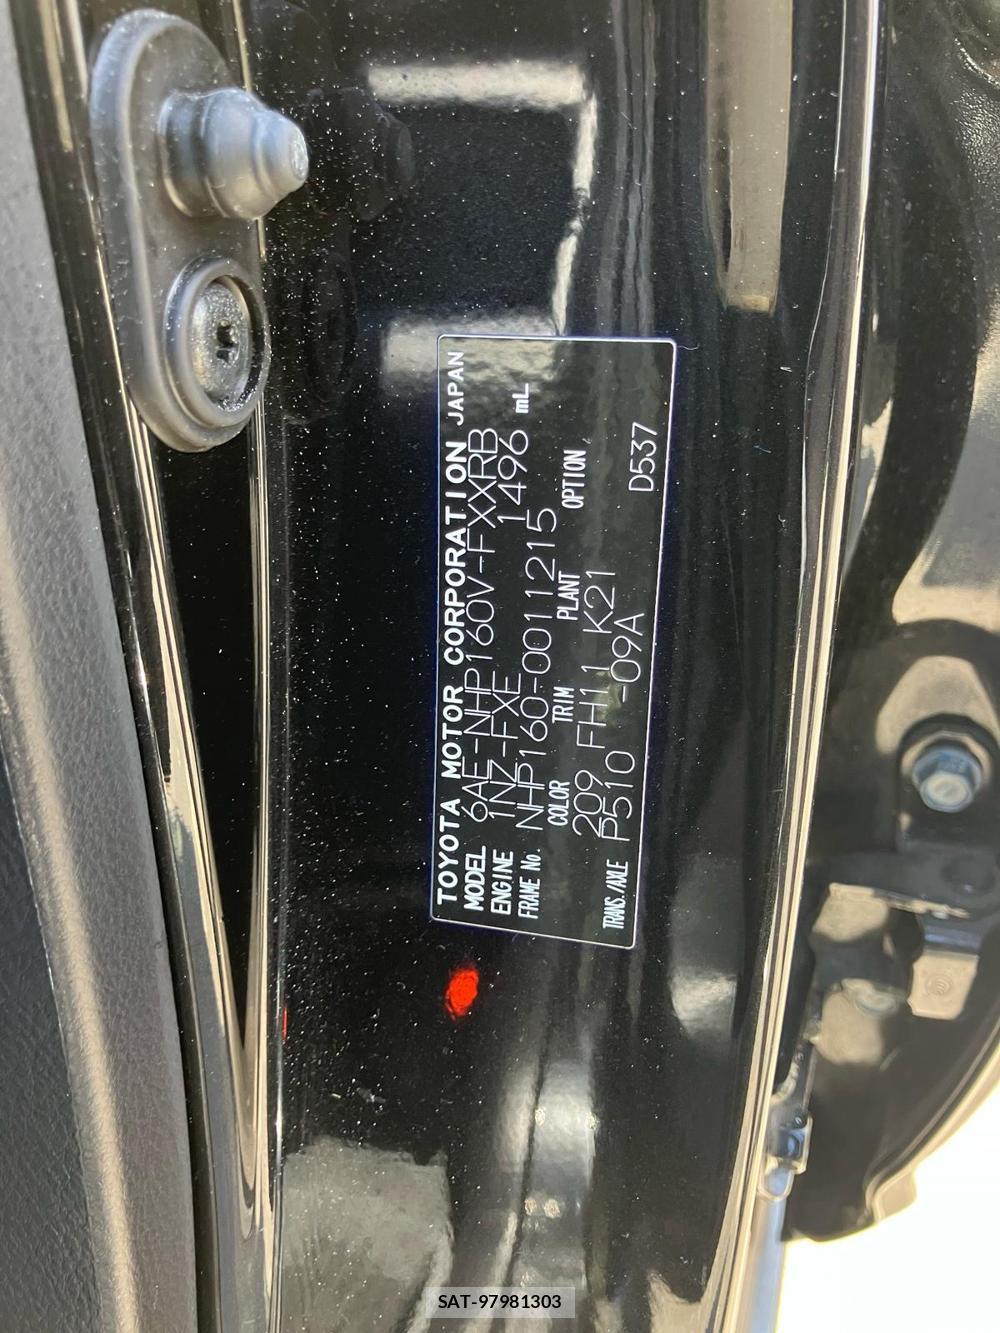 TOYOTA MOTOR CORPORATION JAPAN
MODEL 6AE-NHP160V-FXXRB
ENGINE 1NZ-FXE 1496 mL
FRAME No. NHP160-0011215
COLOR TRIM PLANT OPTION
209 FH11 K21
TRANS./AXLE P510 -09A D537
SAT-97981303